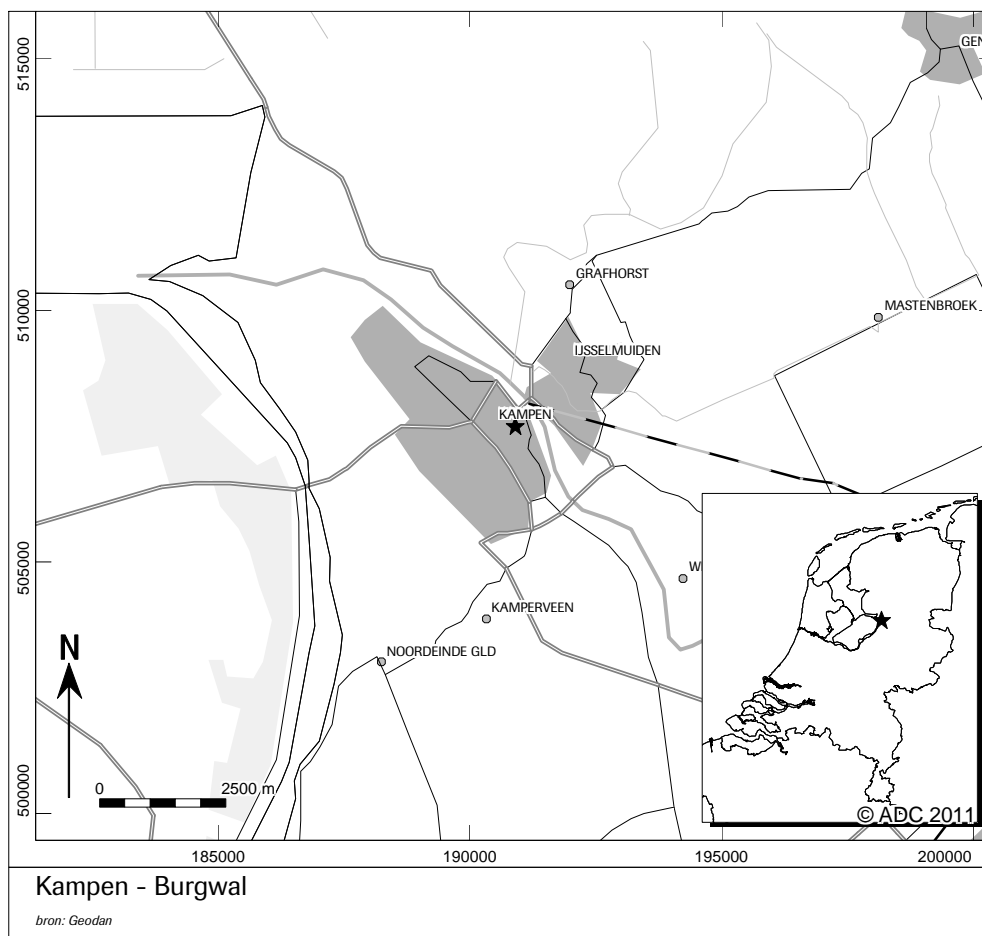 515000
GEN
GRAFHORST
510000
MASTENBROEK
IJSSELMUIDEN
KAMPEN
505000
W
KAMPERVEEN
N
NOORDEINDE GLD
0 2500 m
500000
© ADC 2011
185000 190000 195000 200000
Kampen - Burgwal
bron: Geodan